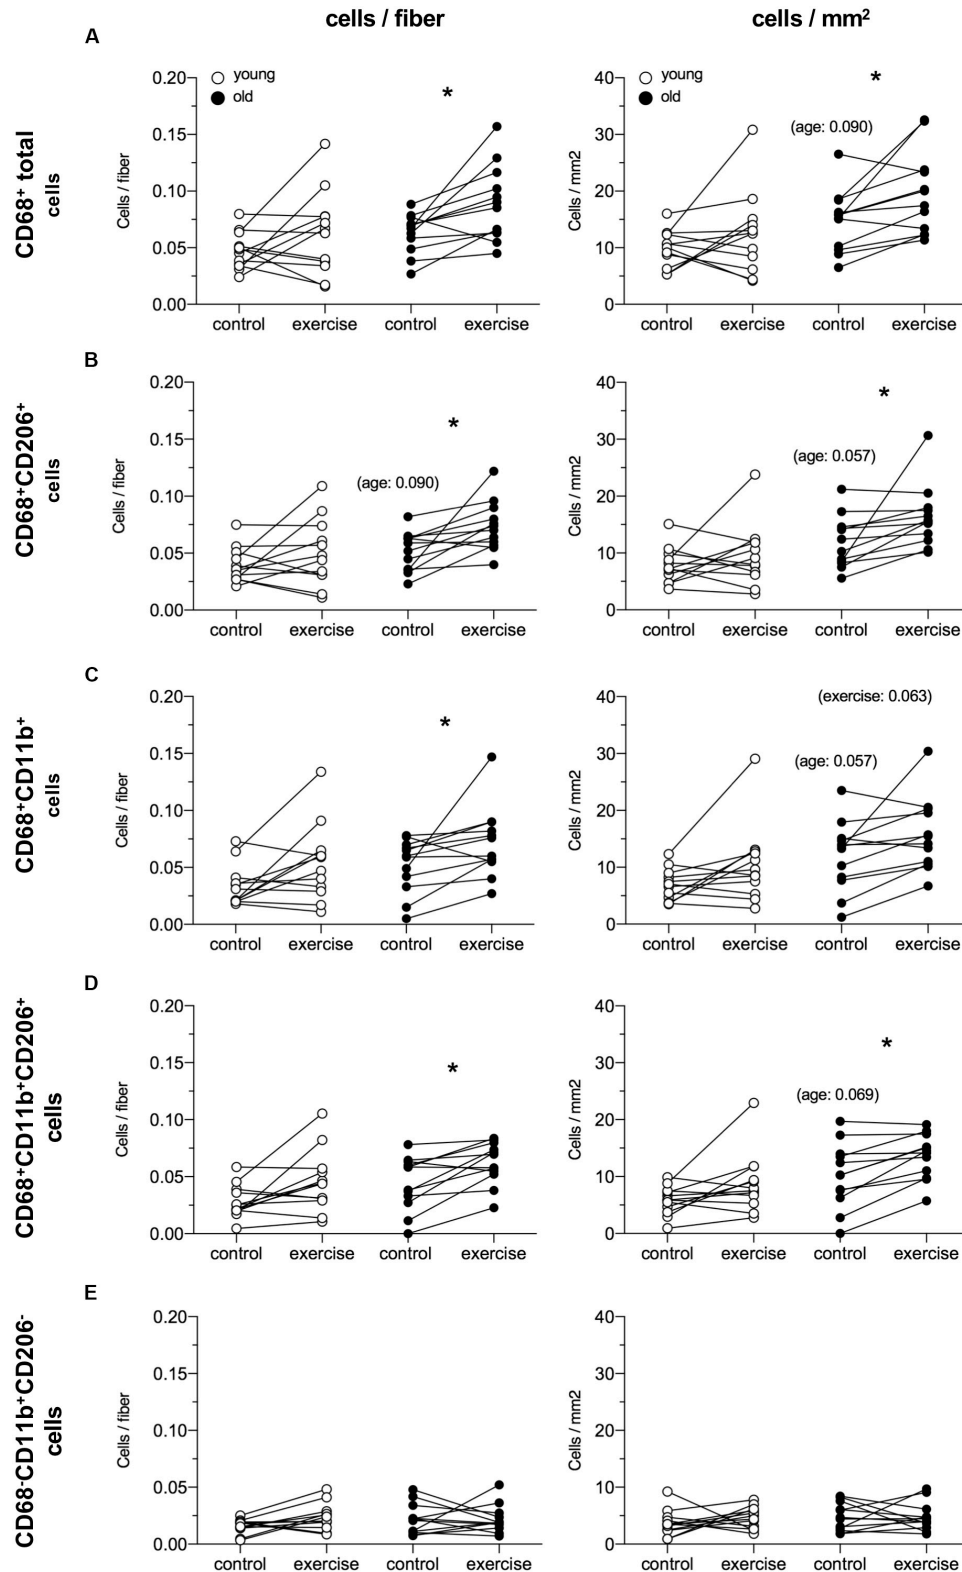 cells / fiber
cells / mm²
A
CD68⁺ total
cells
Cells / fiber
0.20
0.15
0.10
0.05
0.00
young
old
*
control
exercise
control
exercise
Cells / mm2
40
30
20
10
0
young
old
*
(age: 0.090)
control
exercise
control
exercise
B
CD68⁺CD206⁺
cells
Cells / fiber
0.20
0.15
0.10
0.05
0.00
*
(age: 0.090)
control
exercise
control
exercise
Cells / mm2
40
30
20
10
0
*
(age: 0.057)
control
exercise
control
exercise
C
CD68⁺CD11b⁺
cells
Cells / fiber
0.20
0.15
0.10
0.05
0.00
*
control
exercise
control
exercise
Cells / mm2
40
30
20
10
0
(exercise: 0.063)
(age: 0.057)
control
exercise
control
exercise
D
CD68⁺CD11b⁺CD206⁺
cells
Cells / fiber
0.20
0.15
0.10
0.05
0.00
*
control
exercise
control
exercise
Cells / mm2
40
30
20
10
0
*
(age: 0.069)
control
exercise
control
exercise
E
CD68⁻CD11b⁺CD206⁻
cells
Cells / fiber
0.20
0.15
0.10
0.05
0.00
control
exercise
control
exercise
Cells / mm2
40
30
20
10
0
control
exercise
control
exercise